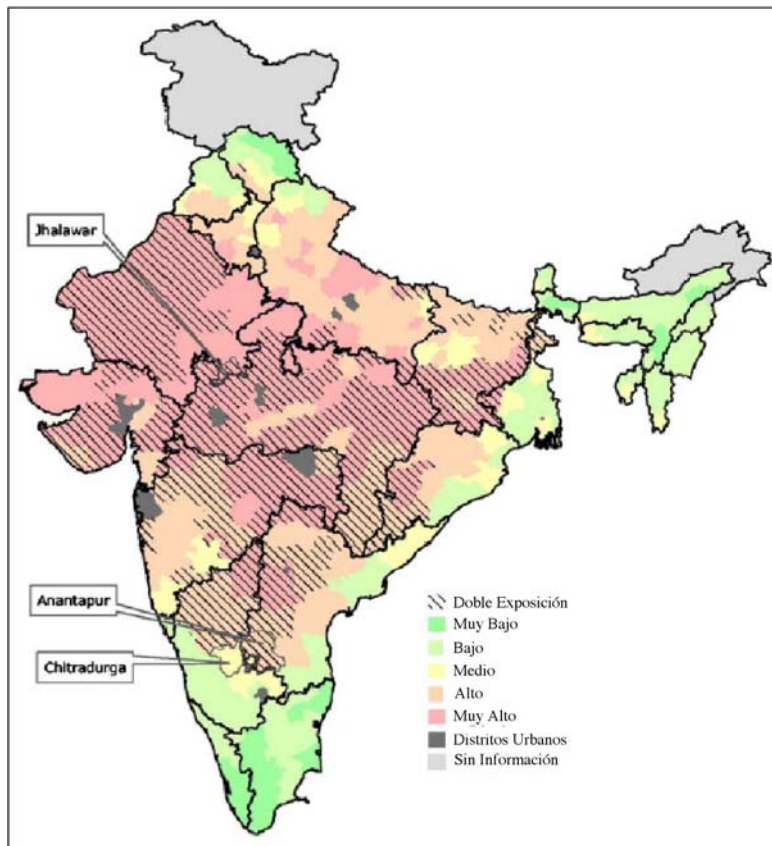 Jhalawar
Anantapur
Chitradurga
Doble Exposición
Muy Bajo
Bajo
Medio
Alto
Muy Alto
Distritos Urbanos
Sin Información